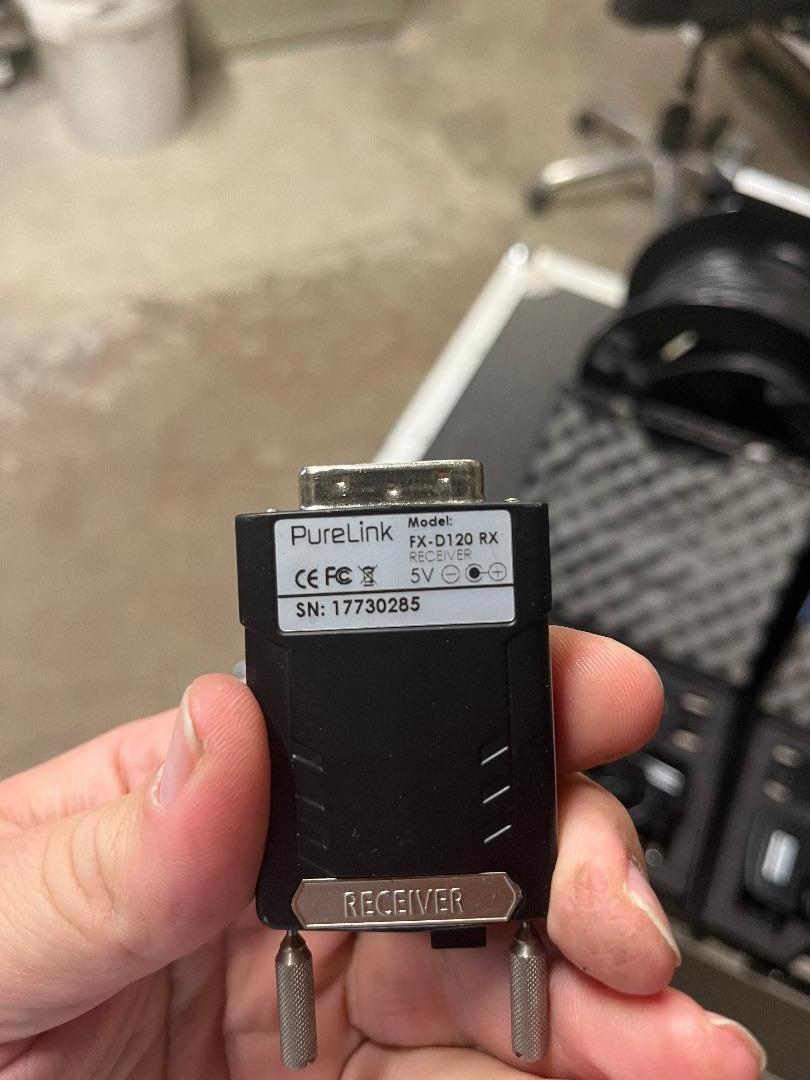 PureLink
Model:
FX-D120 RX
RECEIVER
CE FC
5V
SN: 17730285
RECEIVER